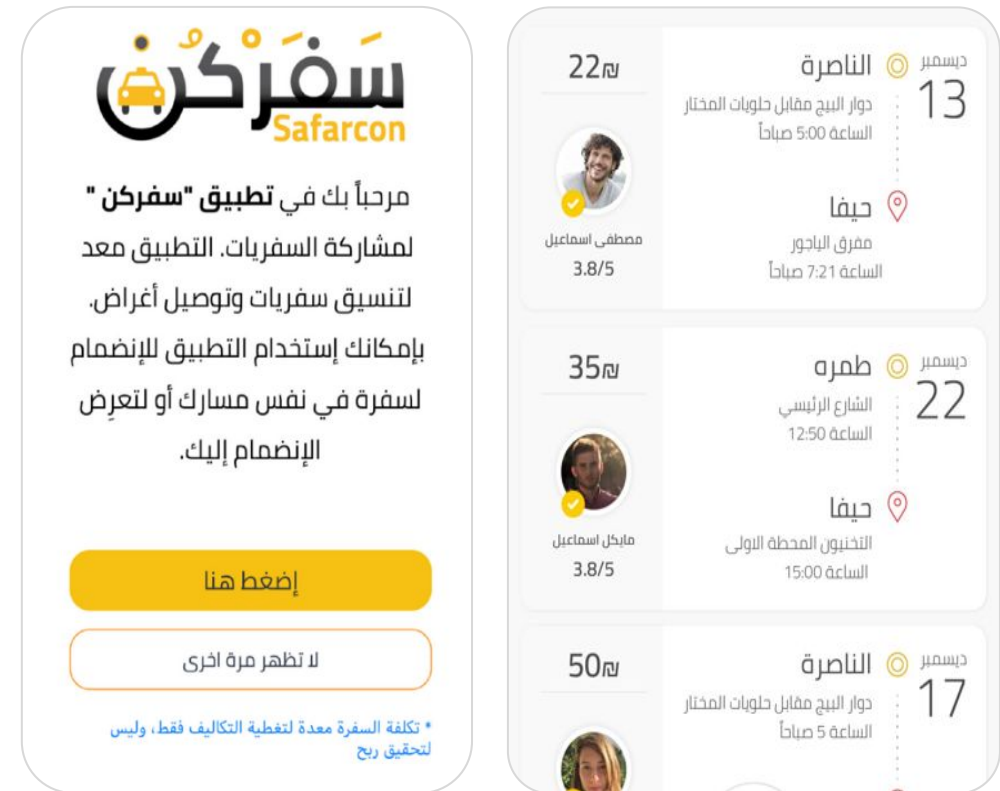 سَفَرْكُن
Safarcon
مرحباً بك في تطبيق "سفركن "
لمشاركة السفريات. التطبيق معد
لتنسيق سفريات وتوصيل أغراض.
بإمكانك إستخدام التطبيق للإنضمام
لسفرة في نفس مسارك أو لتعرِض
الإنضمام إليك.
إضغط هنا
لا تظهر مرة اخرى
* تكلفة السفرة معدة لتغطية التكاليف فقط، وليس
لتحقيق ربح
ديسمبر
13
الناصرة
دوار البيج مقابل حلويات المختار
الساعة 5:00 صباحاً
حيفا
مفرق الياجور
الساعة 7:21 صباحاً
22₪
مصطفى اسماعيل
3.8/5
ديسمبر
22
طمره
الشارع الرئيسي
الساعة 12:50
حيفا
التخنيون المحطة الاولى
الساعة 15:00
35₪
مايكل اسماعيل
3.8/5
ديسمبر
17
الناصرة
دوار البيج مقابل حلويات المختار
الساعة 5 صباحاً
50₪